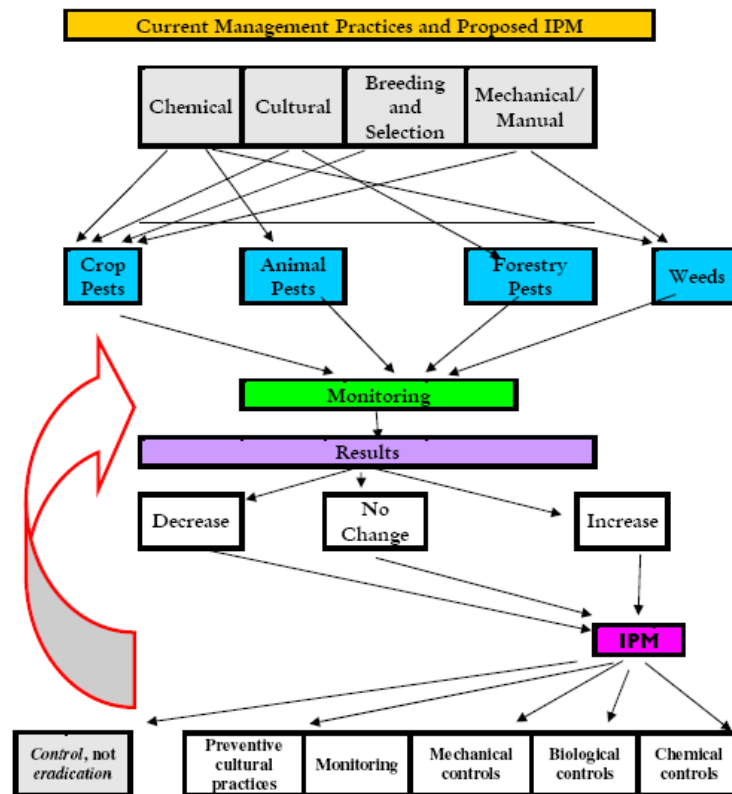 Current Management Practices and Proposed IPM
Chemical
Cultural
Breeding
and
Selection
Mechanical/
Manual
Crop
Pests
Animal
Pests
Forestry
Pests
Weeds
Monitoring
Results
Decrease
No
Change
Increase
IPM
Control, not
eradication
Preventive
cultural
practices
Monitoring
Mechanical
controls
Biological
controls
Chemical
controls